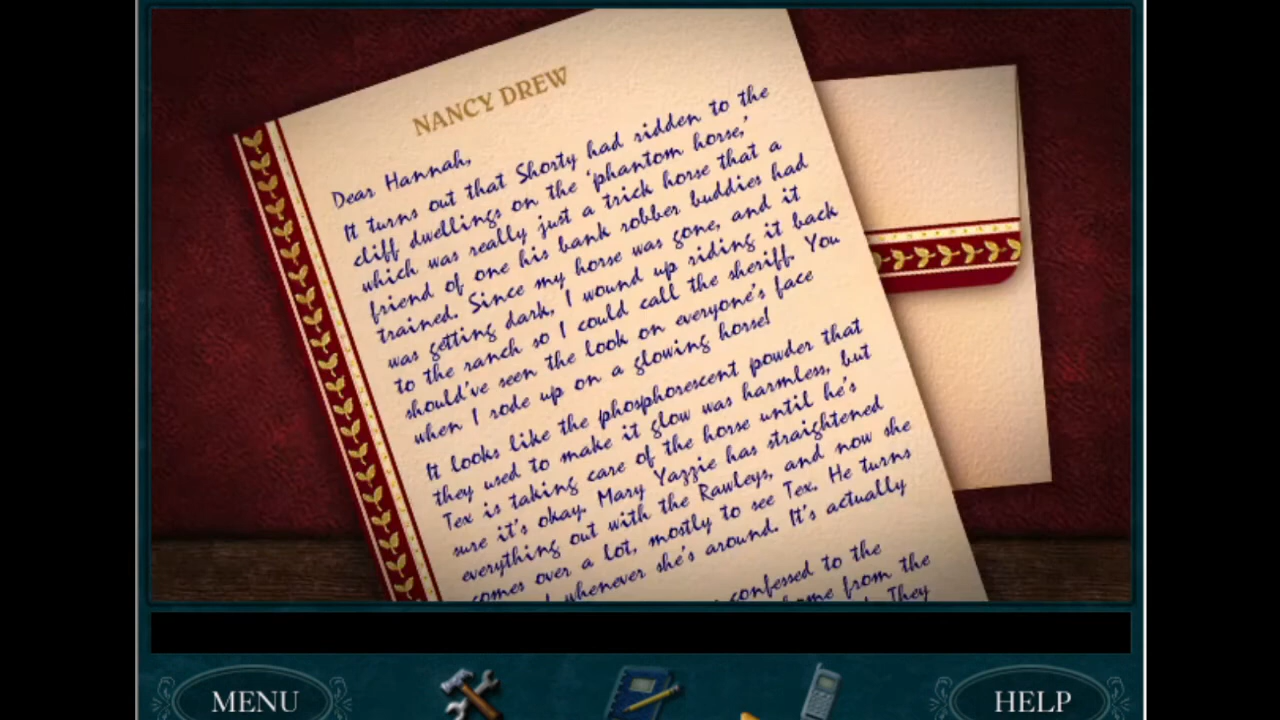 NANCY DREW
Dear Hannah,
It turns out that Shorty had ridden to the
cliff dwellings on the 'phantom horse,'
which was really just a trick horse that a
friend of one his bank robber buddies had
trained. Since my horse was gone, and it
was getting dark, I wound up riding it back
to the ranch so I could call the sheriff. You
should've seen the look on everyone's face
when I rode up on a glowing horse!
It looks like the phosphorescent powder that
they used to make it glow was harmless, but
Tex is taking care of the horse until he's
sure it's okay. Mary Yazzie has straightened
everything out with the Rawleys, and now she
comes over a lot, mostly to see Tex. He turns
whenever she's around. It's actually
confessed to the
from the
They
MENU
HELP